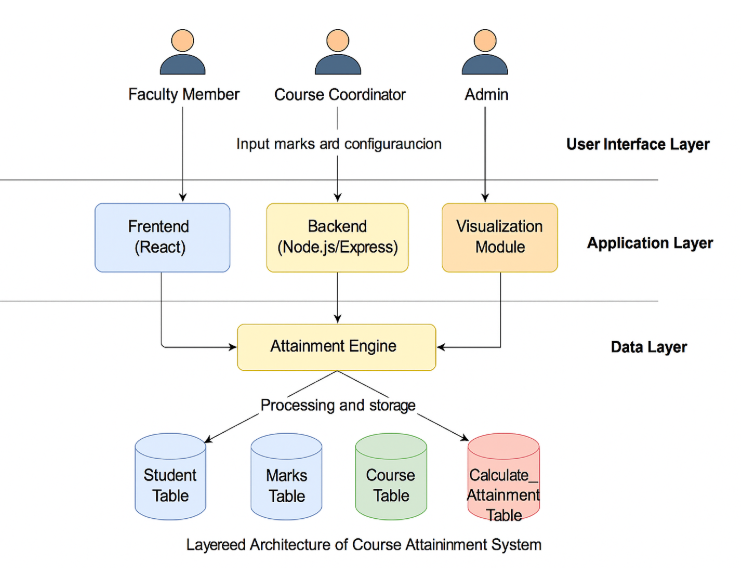 Faculty Member
Course Coordinator
Admin
Input marks ard configurauncion
User Interface Layer
Frentend
(React)
Backend
(Node.js/Express)
Visualization
Module
Application Layer
Attainment Engine
Data Layer
Processing and storage
Student
Table
Marks
Table
Course
Table
Calculate_
Attainment
Table
Layereed Architecture of Course Attaininment System